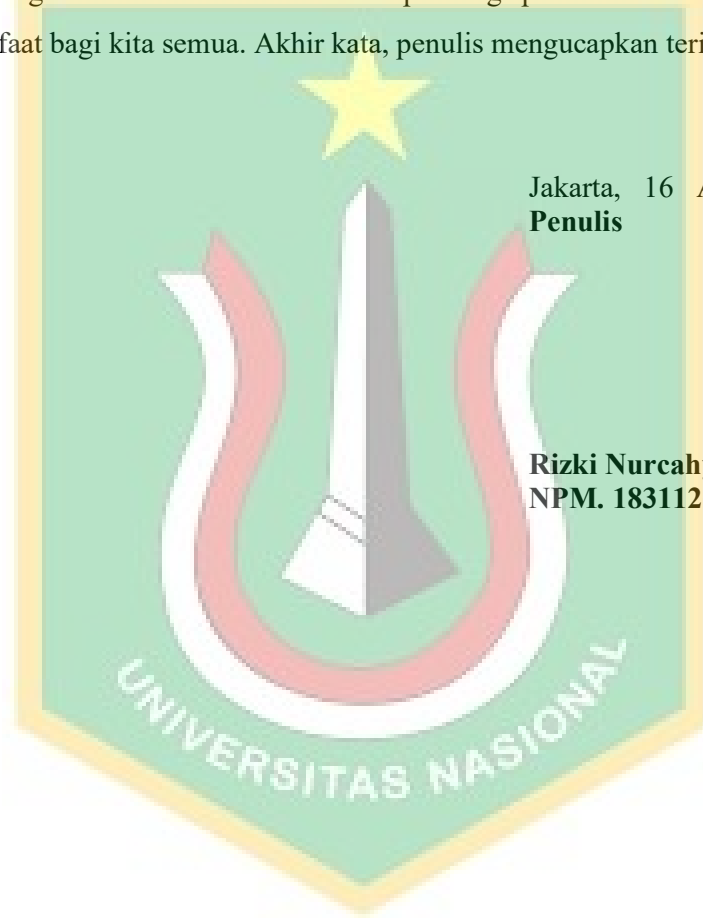 faat bagi kita semua. Akhir kata, penulis mengucapkan teri
Jakarta, 16
Penulis
Rizki Nurcah
NPM. 183112
UNIVERSITAS NASIONAL